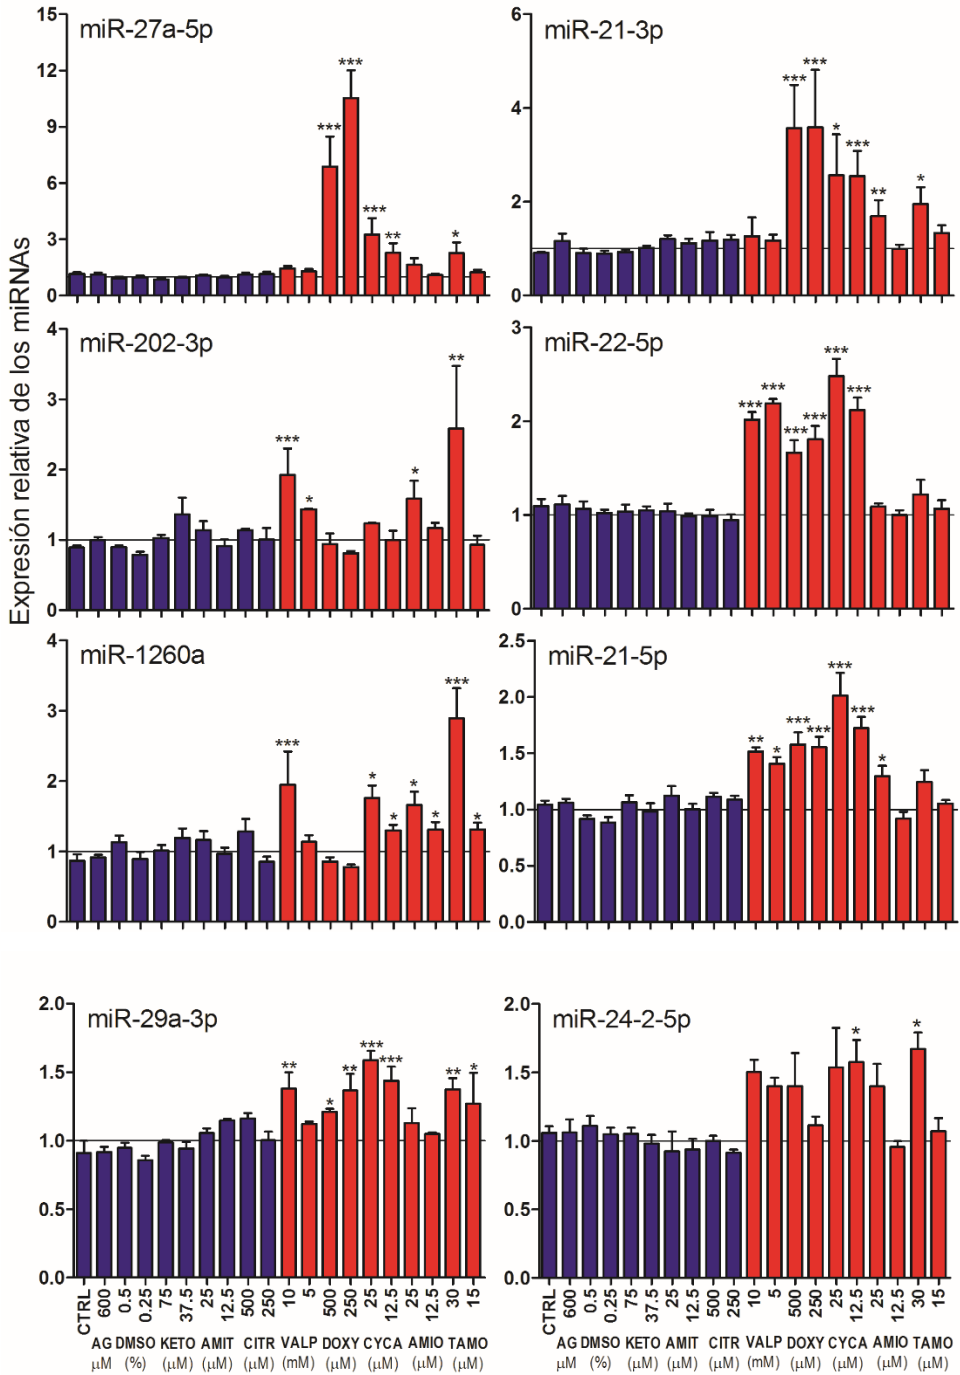 Expresión relativa de los miRNAs
miR-27a-5p
15
12
9
6
3
0
*** *** *** ** *
miR-21-3p
6
4
2
0
*** *** * *** ** *
miR-202-3p
4
3
2
1
0
*** * * **
miR-22-5p
3
2
1
0
*** *** *** *** *** ***
miR-1260a
4
3
2
1
0
*** * * * * *** *
miR-21-5p
2.5
2.0
1.5
1.0
0.5
0.0
** * *** *** *** *** *
miR-29a-3p
2.0
1.5
1.0
0.5
0.0
** * ** *** *** ** *
CTRL 600 0.5 0.25 75 37.5 25 12.5 500 250 10 5 500 250 25 12.5 25 12.5 30 15
AG DMSO KETO AMIT CITR VALP DOXY CYCA AMIO TAMO
µM (%) (µM) (µM) (µM) (mM) (µM) (µM) (µM) (µM)
miR-24-2-5p
2.0
1.5
1.0
0.5
0.0
* *
CTRL 600 0.5 0.25 75 37.5 25 12.5 500 250 10 5 500 250 25 12.5 25 12.5 30 15
AG DMSO KETO AMIT CITR VALP DOXY CYCA AMIO TAMO
µM (%) (µM) (µM) (µM) (mM) (µM) (µM) (µM) (µM)